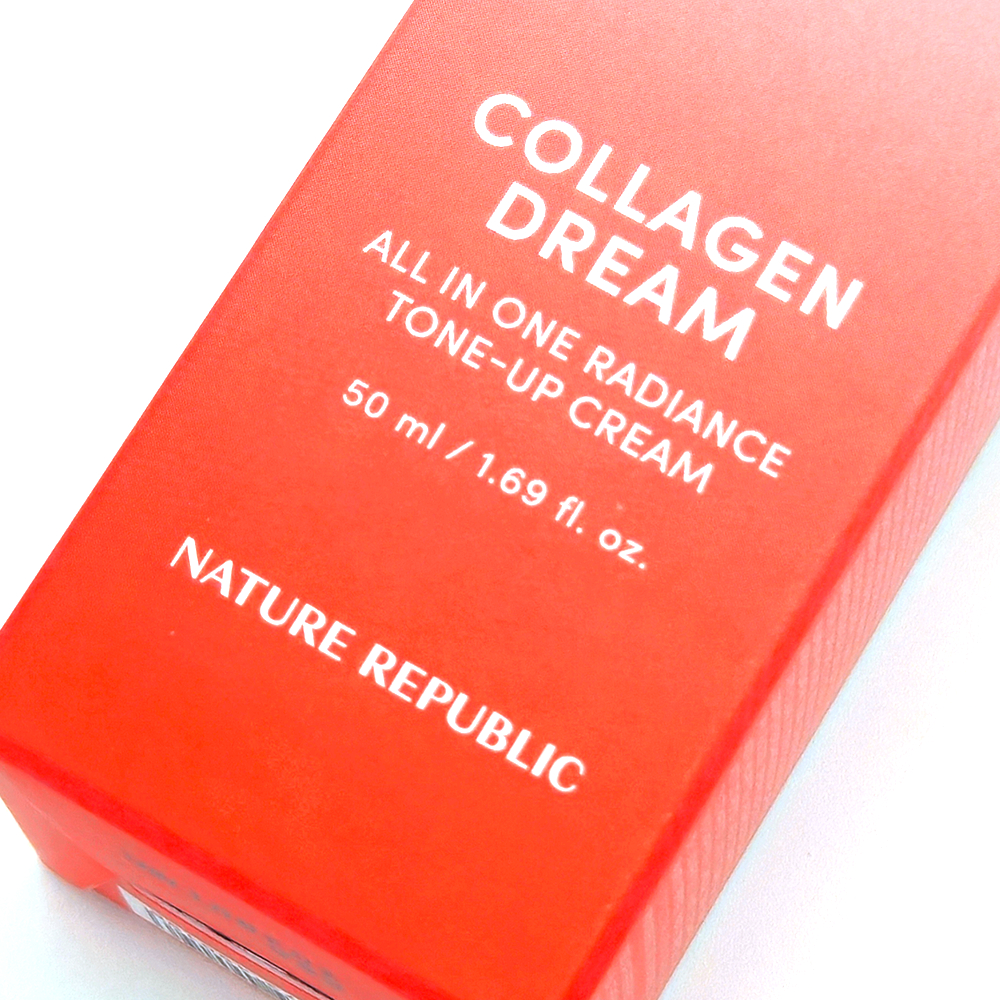 COLLAGEN
DREAM
ALL IN ONE RADIANCE
TONE-UP CREAM
50 ml / 1.69 fl. oz.
NATURE REPUBLIC